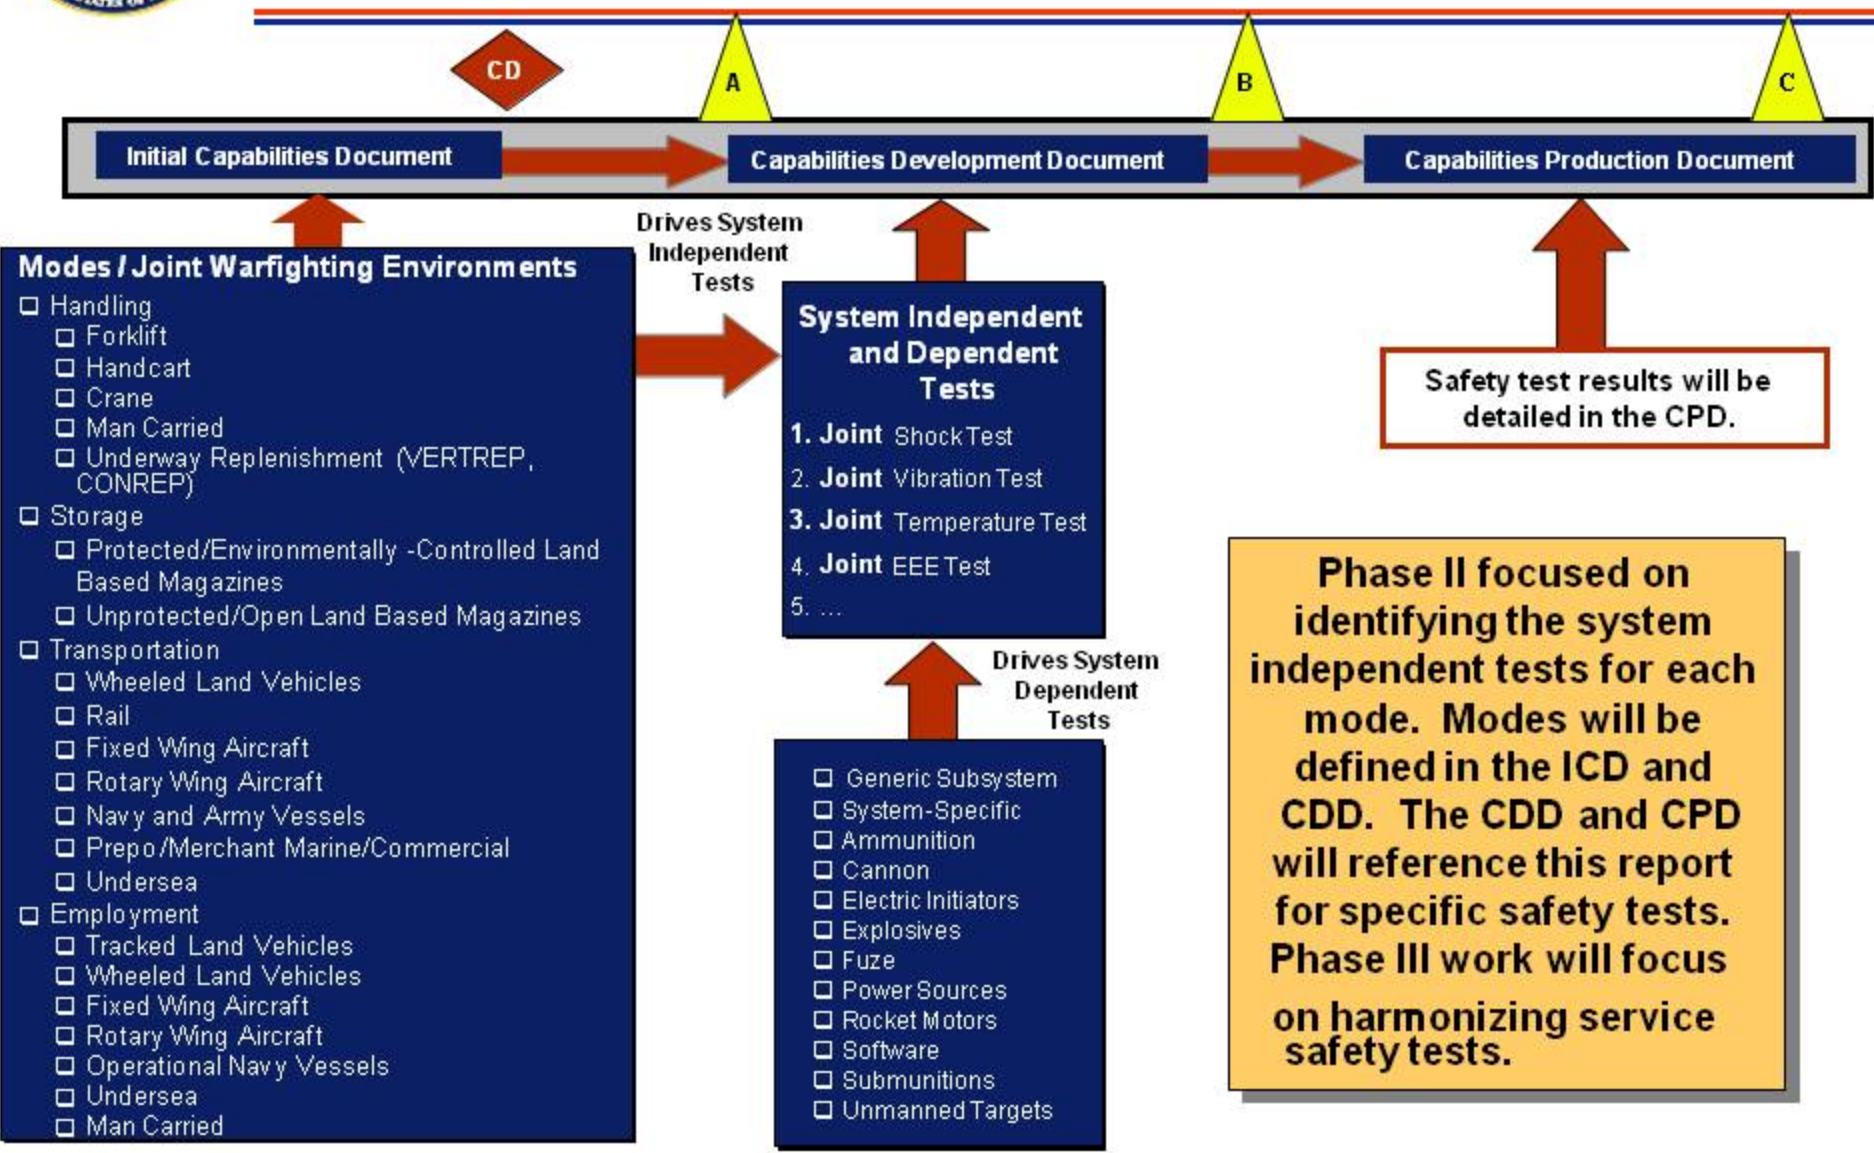 CD
A
B
C
Initial Capabilities Document
Capabilities Development Document
Capabilities Production Document
Modes / Joint Warfighting Environments
Handling
Forklift
Handcart
Crane
Man Carried
Underway Replenishment (VERTREP,
CONREP)
Storage
Protected/Environmentally -Controlled Land
Based Magazines
Unprotected/Open Land Based Magazines
Transportation
Wheeled Land Vehicles
Rail
Fixed Wing Aircraft
Rotary Wing Aircraft
Navy and Army Vessels
Prepo/Merchant Marine/Commercial
Undersea
Employment
Tracked Land Vehicles
Wheeled Land Vehicles
Fixed Wing Aircraft
Rotary Wing Aircraft
Operational Navy Vessels
Undersea
Man Carried
Drives System
Independent
Tests
System Independent
and Dependent
Tests
1. Joint Shock Test
2. Joint Vibration Test
3. Joint Temperature Test
4. Joint EEE Test
5. ...
Drives System
Dependent
Tests
Generic Subsystem
System-Specific
Ammunition
Cannon
Electric Initiators
Explosives
Fuze
Power Sources
Rocket Motors
Software
Submunitions
Unmanned Targets
Safety test results will be
detailed in the CPD.
Phase II focused on
identifying the system
independent tests for each
mode. Modes will be
defined in the ICD and
CDD. The CDD and CPD
will reference this report
for specific safety tests.
Phase III work will focus
on harmonizing service
safety tests.